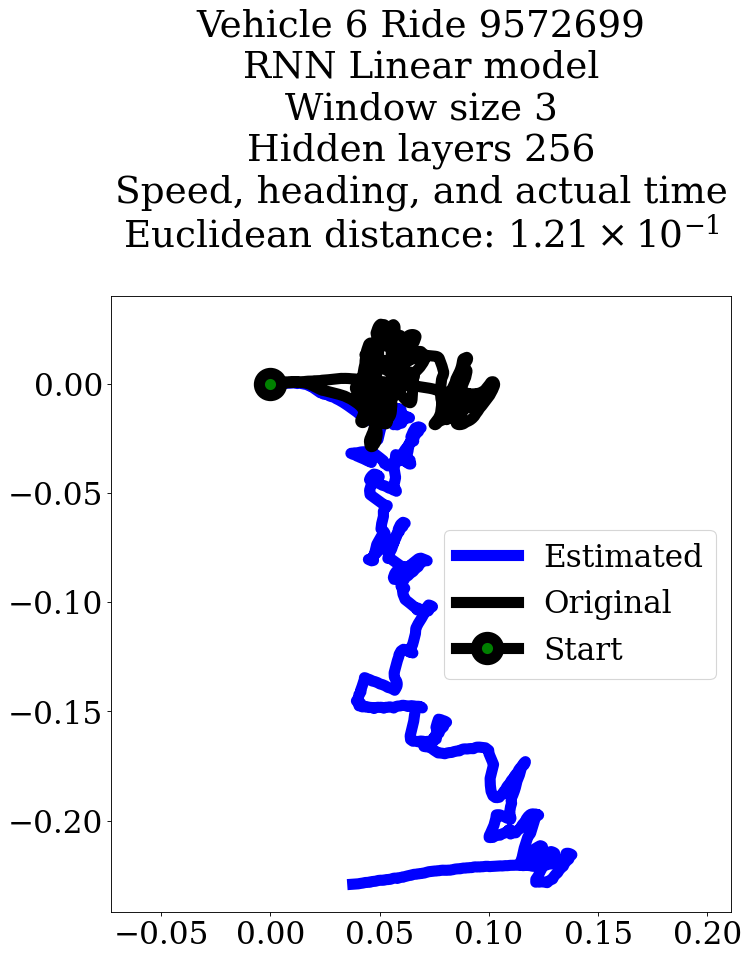 Vehicle 6 Ride 9572699
RNN Linear model
Window size 3
Hidden layers 256
Speed, heading, and actual time
Euclidean distance: 1.21 × 10⁻¹
0.00
−0.05
−0.10
−0.15
−0.20
Estimated
Original
Start
−0.05 0.00 0.05 0.10 0.15 0.20